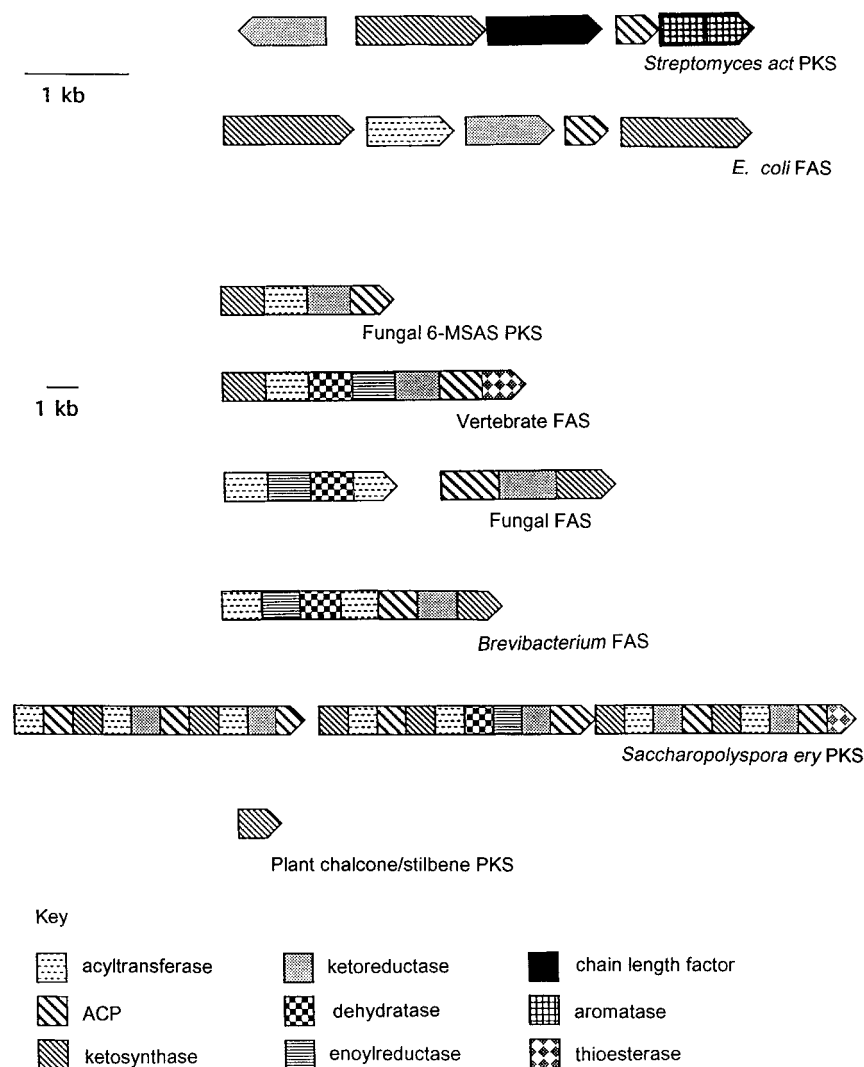 Streptomyces act PKS
1 kb
E. coli FAS
Fungal 6-MSAS PKS
1 kb
Vertebrate FAS
Fungal FAS
Brevibacterium FAS
Saccharopolyspora ery PKS
Plant chalcone/stilbene PKS
Key
acyltransferase ketoreductase chain length factor
ACP dehydratase aromatase
ketosynthase enoylreductase thioesterase